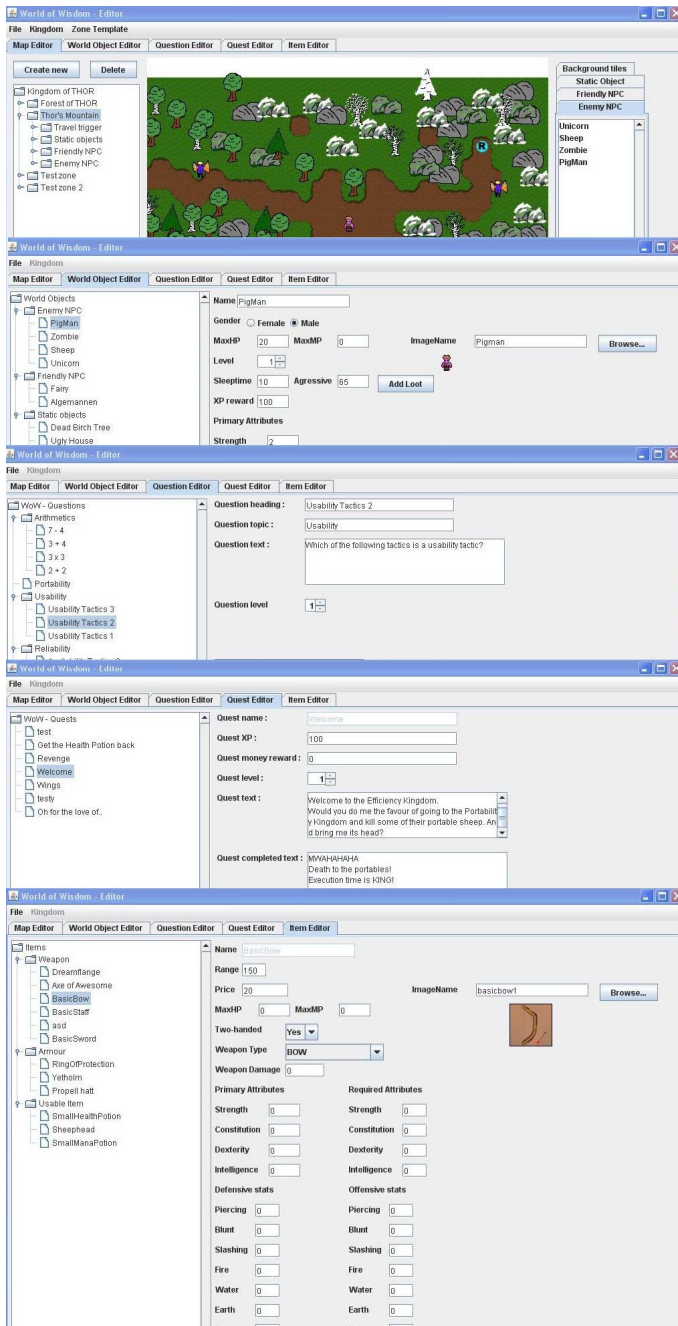 World of Wisdom - Editor
File Kingdom Zone Template
Map Editor World Object Editor Question Editor Quest Editor Item Editor
Create new Delete
Kingdom of THOR
Forest of THOR
Thor's Mountain
Travel trigger
Static objects
Friendly NPC
Enemy NPC
Test zone
Test zone 2
R
Background tiles
Static Object
Friendly NPC
Enemy NPC
Unicorn
Sheep
Zombie
PigMan
World of Wisdom - Editor
File Kingdom
Map Editor World Object Editor Question Editor Quest Editor Item Editor
World Objects
Enemy NPC
PigMan
Zombie
Sheep
Unicorn
Friendly NPC
Fairy
Algemannen
Static objects
Dead Birch Tree
Ugly House
Name PigMan
Gender Female Male
MaxHP 20 MaxMP 0 ImageName Pigman Browse...
Level 1
Sleeptime 10 Agressive 65 Add Loot
XP reward 100
Primary Attributes
Strength 2
World of Wisdom - Editor
File Kingdom
Map Editor World Object Editor Question Editor Quest Editor Item Editor
WoW - Questions
Arithmetics
7 - 4
3 + 4
3 x 3
2 + 2
Portability
Usability
Usability Tactics 3
Usability Tactics 2
Usability Tactics 1
Reliability
Question heading : Usability Tactics 2
Question topic : Usability
Question text : Which of the following tactics is a usability tactic?
Question level 1
World of Wisdom - Editor
File Kingdom
Map Editor World Object Editor Question Editor Quest Editor Item Editor
WoW - Quests
test
Get the Health Potion back
Revenge
Welcome
Wings
testy
Oh for the love of..
Quest name : Welcome
Quest XP : 100
Quest money reward : 0
Quest level : 1
Quest text : Welcome to the Efficiency Kingdom.
Would you do me the favour of going to the Portabilit
y Kingdom and kill some of their portable sheep. An
d bring me its head?
Quest completed text : MWAHAHAHA
Death to the portables!
Execution time is KING!
World of Wisdom - Editor
File Kingdom
Map Editor World Object Editor Question Editor Quest Editor Item Editor
Items
Weapon
Dreamflange
Axe of Awesome
BasicBow
BasicStaff
asd
BasicSword
Armour
RingOfProtection
Yetholm
Propell hatt
Usable Item
SmallHealthPotion
Sheephead
SmallManaPotion
Name BasicBow
Range 150
Price 20 ImageName basicbow1 Browse...
MaxHP 0 MaxMP 0
Two-handed Yes
Weapon Type BOW
Weapon Damage 0
Primary Attributes Required Attributes
Strength 0 Strength 0
Constitution 0 Constitution 0
Dexterity 0 Dexterity 0
Intelligence 0 Intelligence 0
Defensive stats Offensive stats
Piercing 0 Piercing 0
Blunt 0 Blunt 0
Slashing 0 Slashing 0
Fire 0 Fire 0
Water 0 Water 0
Earth 0 Earth 0